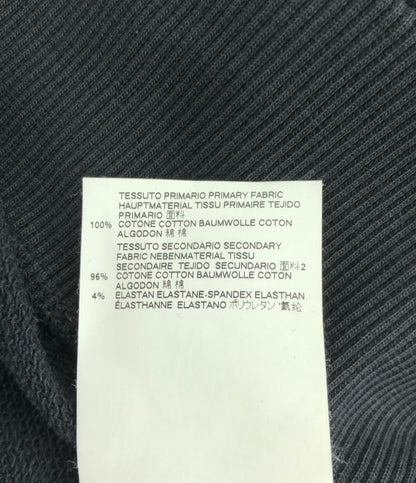 TESSUTO PRIMARIO PRIMARY FABRIC
HAUPTMATERIAL TISSU PRIMAIRE TEJIDO
PRIMARIO 面料
100% COTONE COTTON BAUMWOLLE COTON
ALGODON 綿 棉
TESSUTO SECONDARIO SECONDARY
FABRIC NEBENMATERIAL TISSU
SECONDAIRE TEJIDO SECUNDARIO 面料2
96% COTONE COTTON BAUMWOLLE COTON
ALGODON 綿 棉
4% ELASTAN ELASTANE-SPANDEX ELASTHAN
ÉLASTHANNE ELASTANO ポリウレタン 氨纶